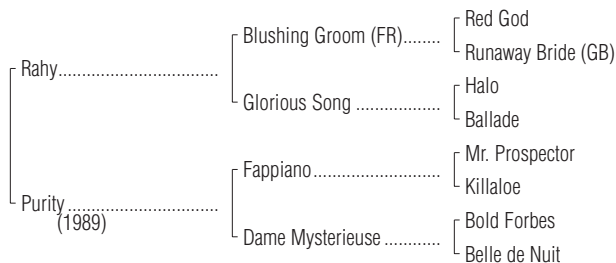 Rahy
Blushing Groom (FR)
Red God
Runaway Bride (GB)
Glorious Song
Halo
Ballade
Purity
(1989)
Fappiano
Mr. Prospector
Killaloe
Dame Mysterieuse
Bold Forbes
Belle de Nuit